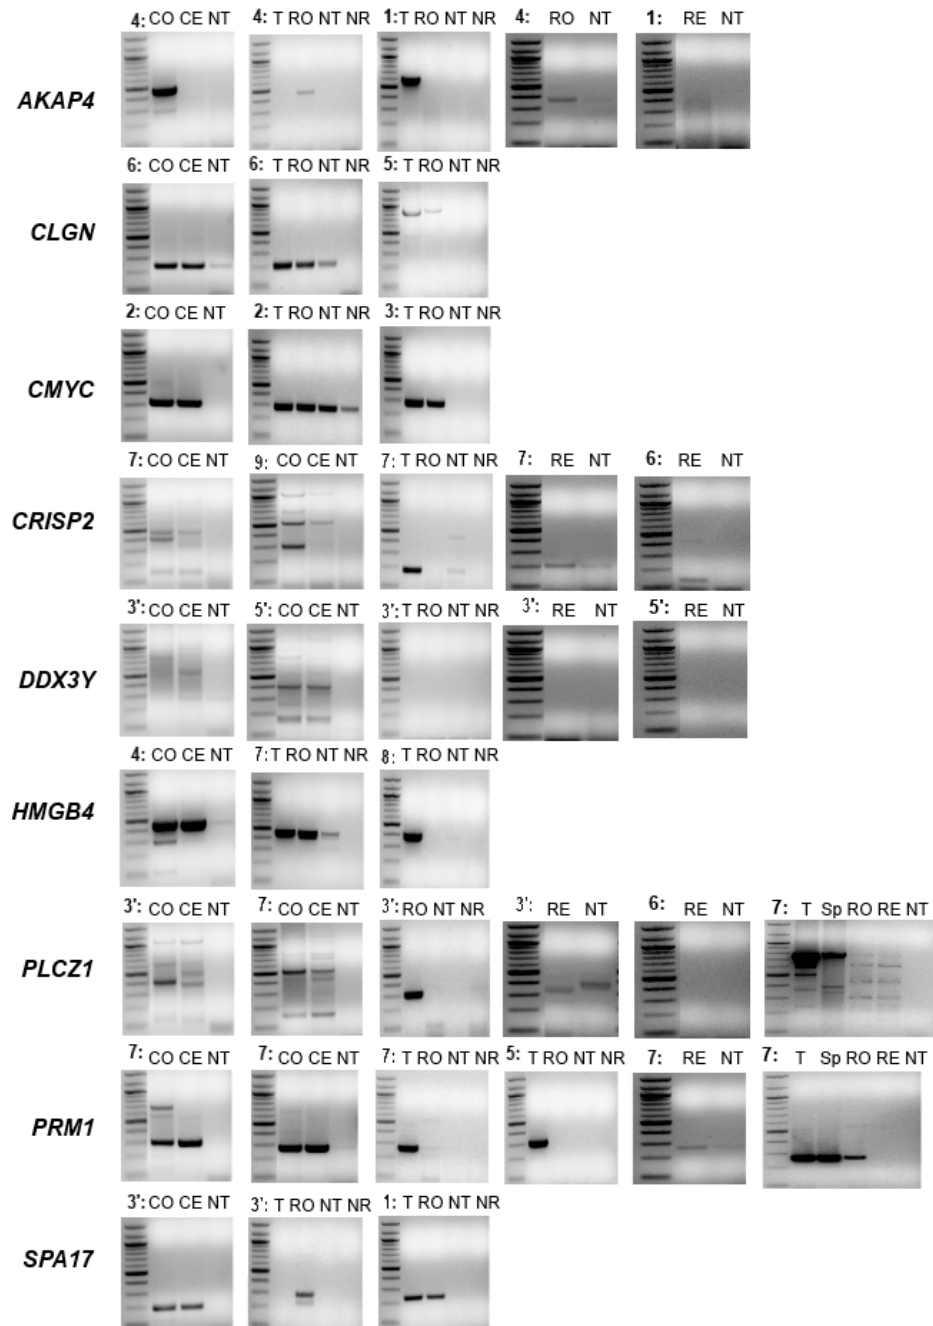 4: CO CE NT 4: T RO NT NR 1: T RO NT NR 4: RO NT 1: RE NT
AKAP4
6: CO CE NT 6: T RO NT NR 5: T RO NT NR
CLGN
2: CO CE NT 2: T RO NT NR 3: T RO NT NR
CMYC
7: CO CE NT 9: CO CE NT 7: T RO NT NR 7: RE NT 6: RE NT
CRISP2
3': CO CE NT 5': CO CE NT 3': T RO NT NR 3': RE NT 5': RE NT
DDX3Y
4: CO CE NT 7: T RO NT NR 8: T RO NT NR
HMGB4
3': CO CE NT 7: CO CE NT 3': RO NT NR 3': RE NT 6: RE NT 7: T Sp RO RE NT
PLCZ1
7: CO CE NT 7: CO CE NT 7: T RO NT NR 5: T RO NT NR 7: RE NT 7: T Sp RO RE NT
PRM1
3': CO CE NT 3': T RO NT NR 1: T RO NT NR
SPA17